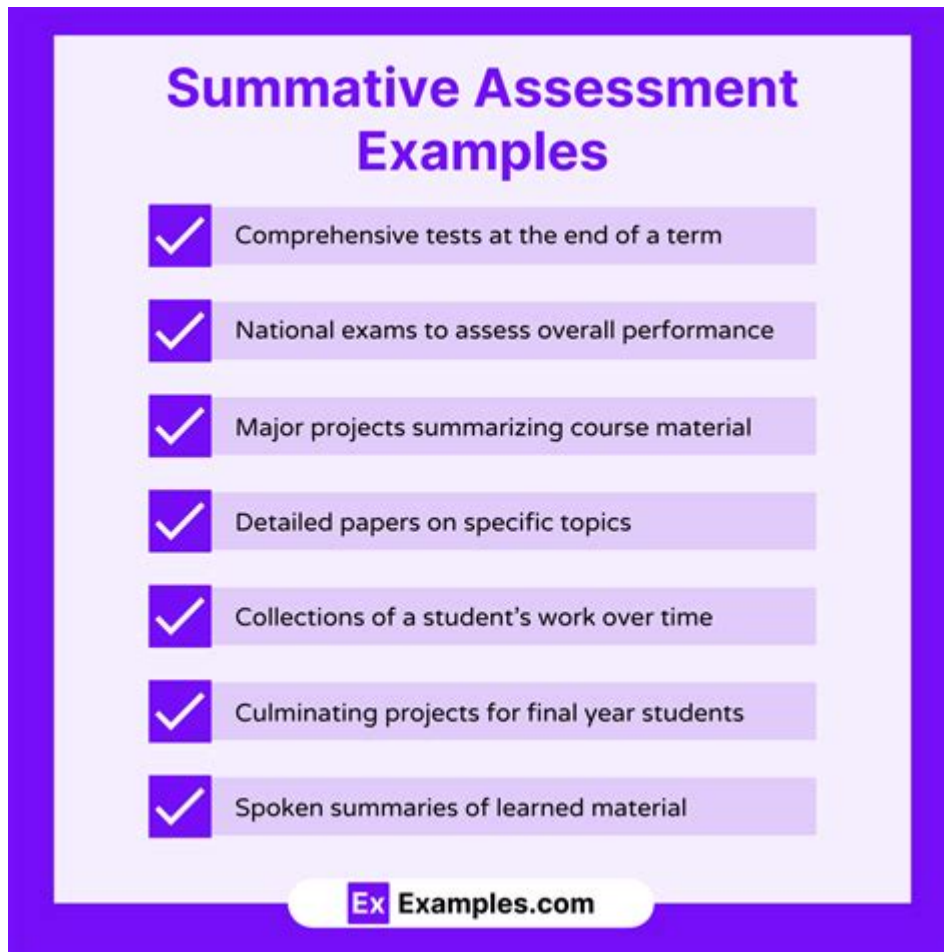 Summative Assessment
Examples
Comprehensive tests at the end of a term
National exams to assess overall performance
Major projects summarizing course material
Detailed papers on specific topics
Collections of a student's work over time
Culminating projects for final year students
Spoken summaries of learned material
Ex Examples.com